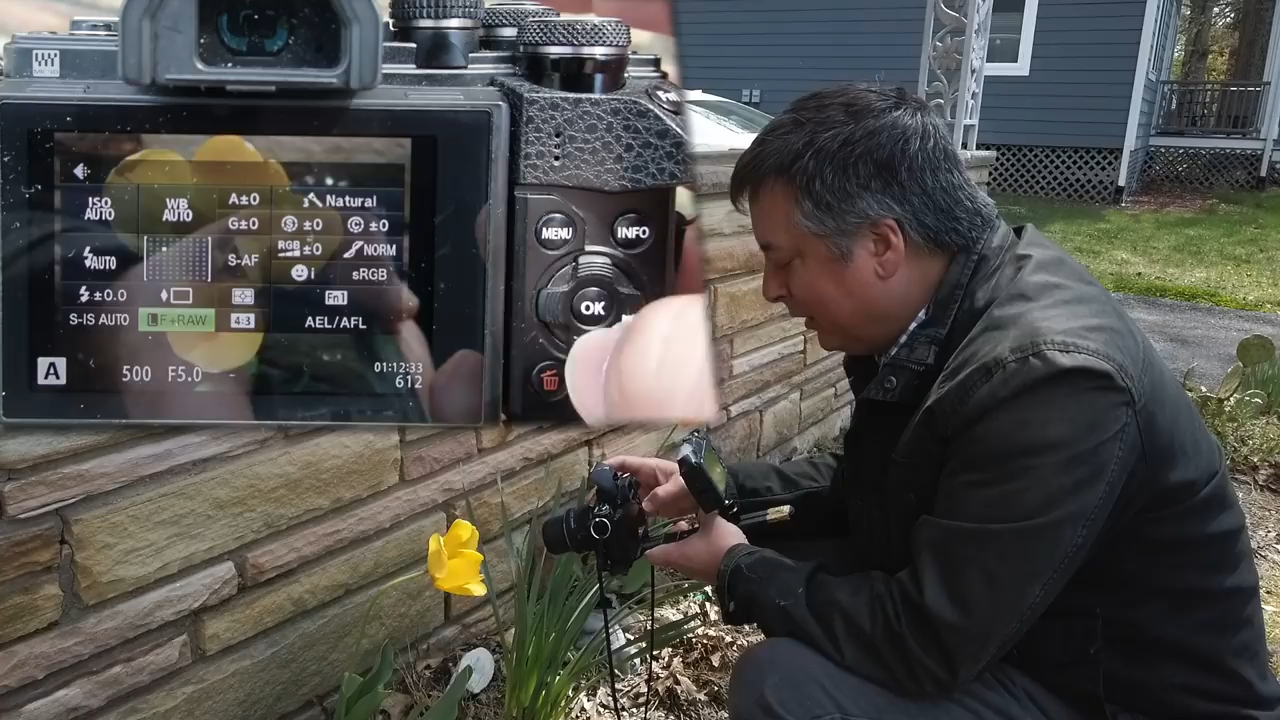 MENU INFO
ISO AUTO WB AUTO A±0 Natural
G±0 S ±0 C ±0
AUTO S-AF RGB ±0 NORM
i sRGB
±0.0 Fn1
S-IS AUTO LF+RAW 4:3 AEL/AFL
OK
A 500 F5.0 01:12:33
612